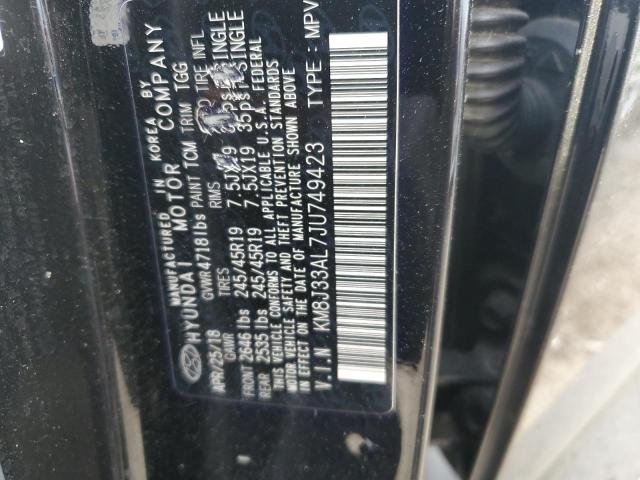 MANUFACTURED IN KOREA BY
HYUNDAI MOTOR COMPANY
APR/25/18 GVWR 4718lbs PAINT TCM TRIM TGG
GAWR TIRES RIMS TIRE INFL
FRONT 2646 lbs 245/45R19 7.5JX19 SINGLE
REAR 2535 lbs 245/45R19 7.5JX19 35psi SINGLE
THIS VEHICLE CONFORMS TO ALL APPLICABLE U.S.A. FEDERAL
MOTOR VEHICLE SAFETY, AND THEFT PREVENTION STANDARDS
IN EFFECT ON THE DATE OF MANUFACTURE SHOWN ABOVE.
V.I.N KM8J33AL7JU749423 TYPE : MPV